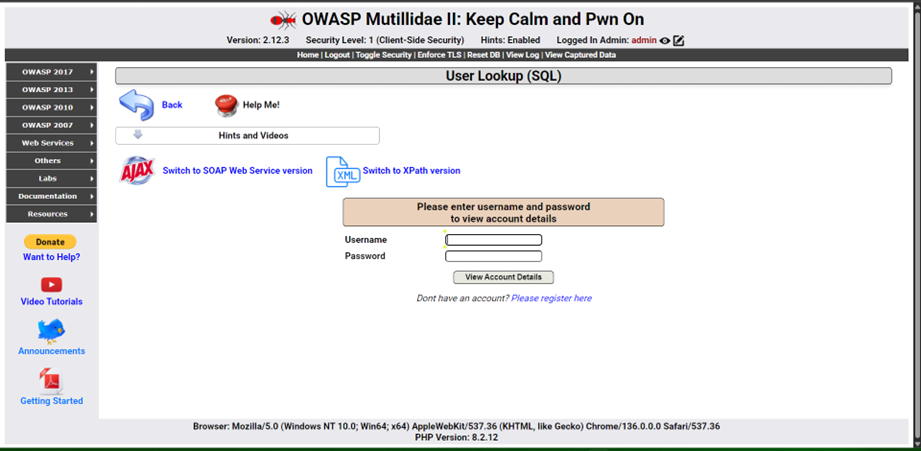 OWASP Mutillidae II: Keep Calm and Pwn On
Version: 2.12.3 Security Level: 1 (Client-Side Security) Hints: Enabled Logged In Admin: admin
Home | Logout | Toggle Security | Enforce TLS | Reset DB | View Log | View Captured Data
OWASP 2017
OWASP 2013
OWASP 2010
OWASP 2007
Web Services
Others
Labs
Documentation
Resources
Donate
Want to Help?
Video Tutorials
Announcements
Getting Started
User Lookup (SQL)
Back
Help Me!
Hints and Videos
AJAX
Switch to SOAP Web Service version
XML
Switch to XPath version
Please enter username and password
to view account details
Username
Password
View Account Details
Dont have an account? Please register here
Browser: Mozilla/5.0 (Windows NT 10.0; Win64; x64) AppleWebKit/537.36 (KHTML, like Gecko) Chrome/136.0.0.0 Safari/537.36
PHP Version: 8.2.12